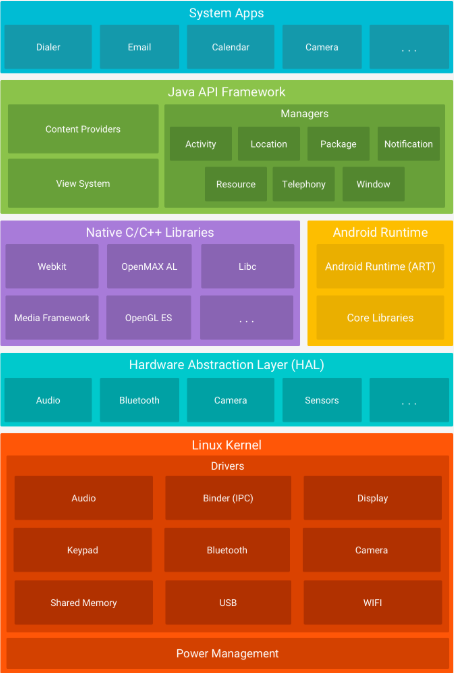 System Apps
Dialer
Email
Calendar
Camera
. . .
Java API Framework
Content Providers
View System
Managers
Activity
Location
Package
Notification
Resource
Telephony
Window
Native C/C++ Libraries
Webkit
OpenMAX AL
Libc
Media Framework
OpenGL ES
. . .
Android Runtime
Android Runtime (ART)
Core Libraries
Hardware Abstraction Layer (HAL)
Audio
Bluetooth
Camera
Sensors
. . .
Linux Kernel
Drivers
Audio
Binder (IPC)
Display
Keypad
Bluetooth
Camera
Shared Memory
USB
WIFI
Power Management